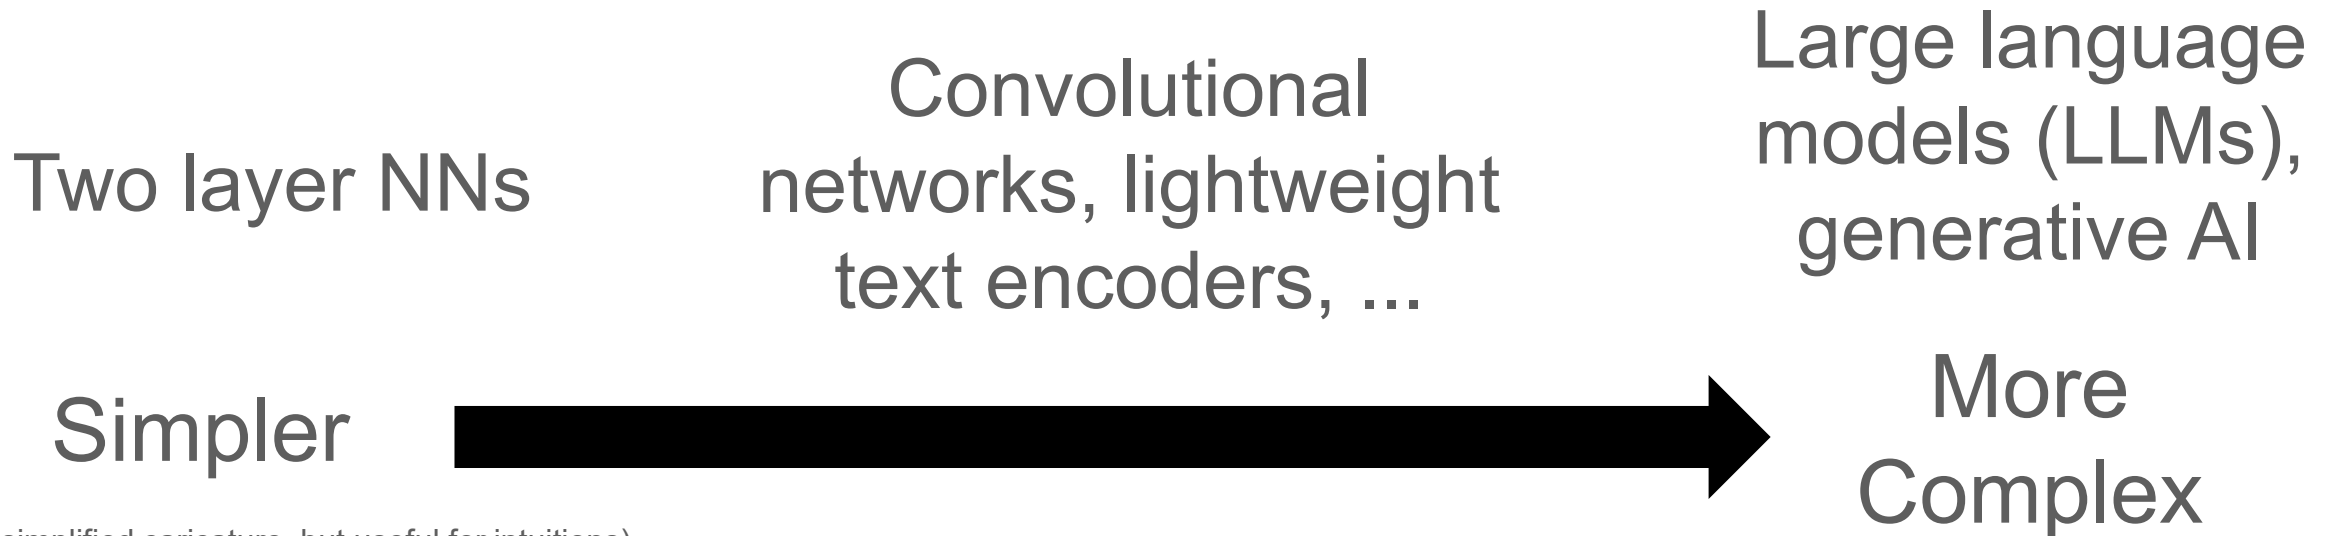 Two layer NNs
Convolutional
networks, lightweight
text encoders, ...
Large language
models (LLMs),
generative AI
Simpler
More
Complex
simplified caricature, but useful for intuitions)